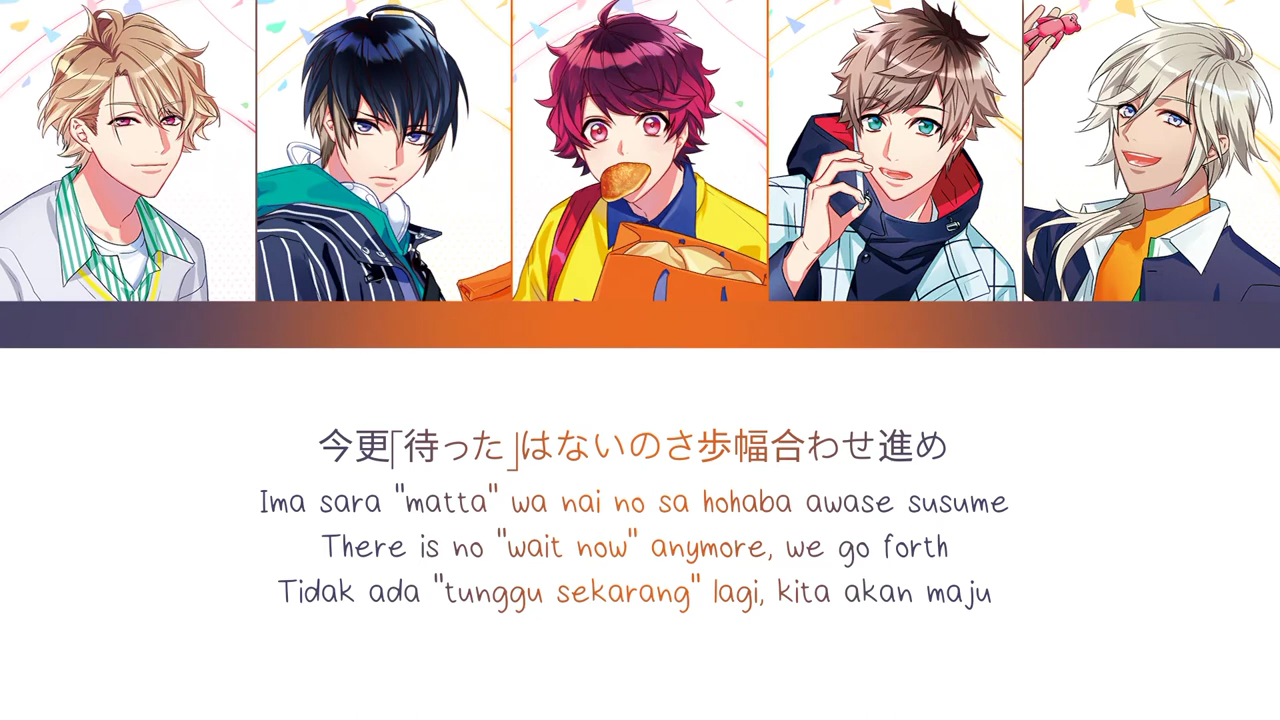 今更「待った」はないのさ歩幅合わせ進め
Ima sara "matta" wa nai no sa hohaba awase susume
There is no "wait now" anymore, we go forth
Tidak ada "tunggu sekarang" lagi, kita akan maju